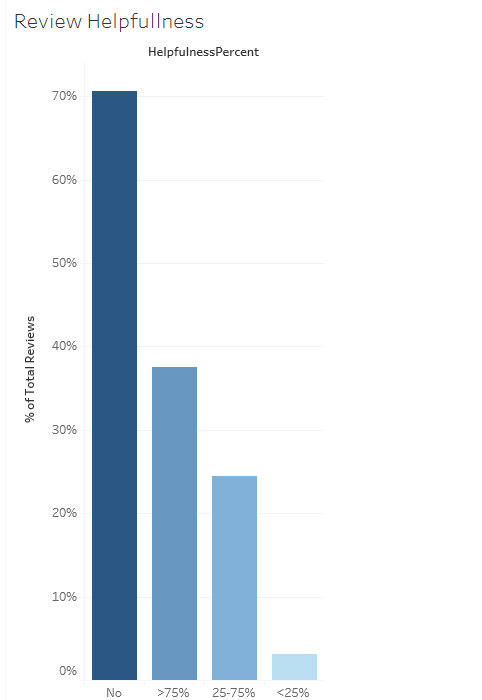 Review Helpfullness
HelpfulnessPercent
% of Total Reviews
70%
60%
50%
40%
30%
20%
10%
0%
No
>75%
25-75%
<25%